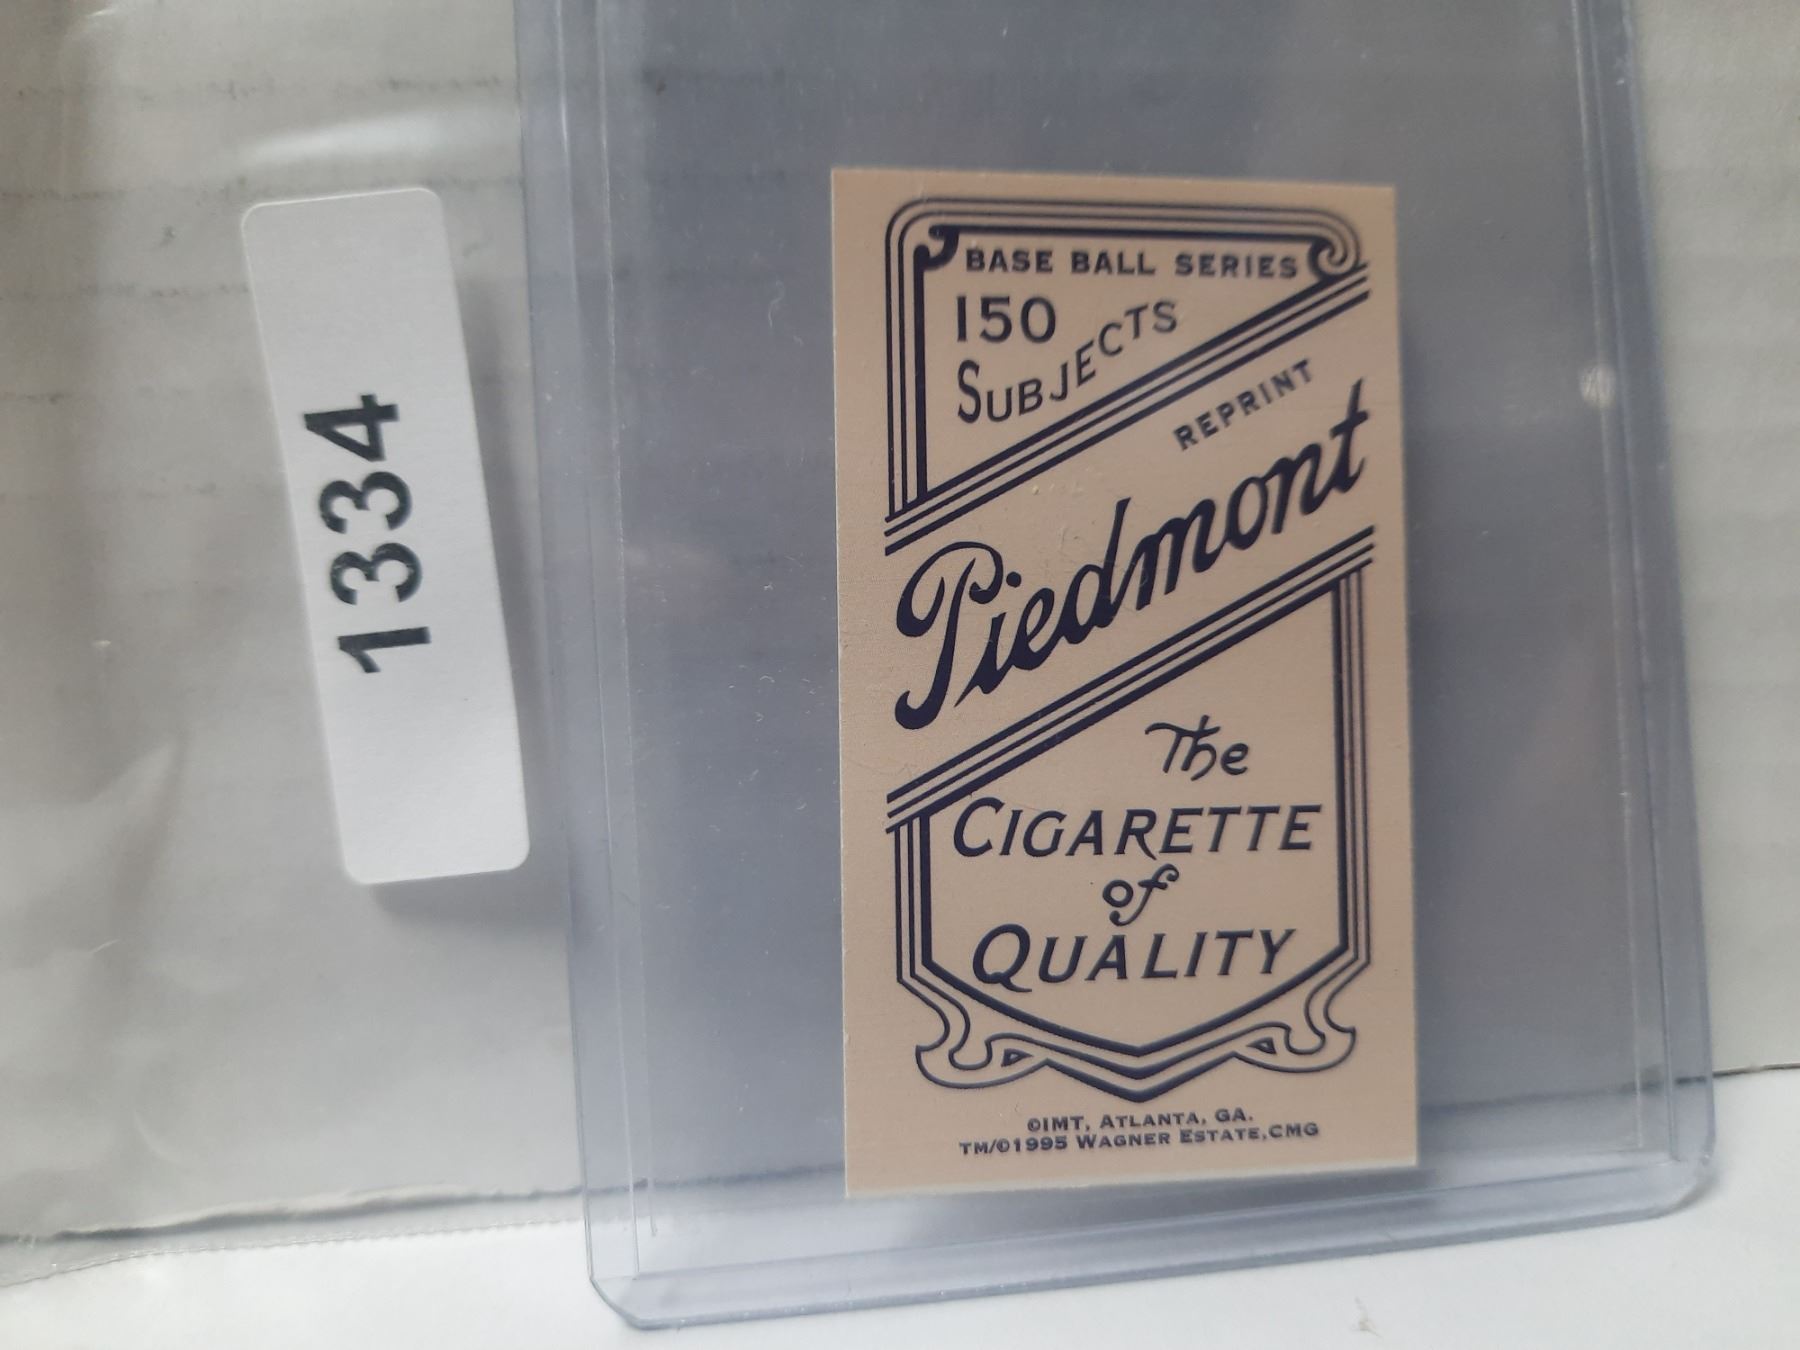 1334
BASE BALL SERIES
150
SUBJECTS
REPRINT
Piedmont
The
CIGARETTE
of
QUALITY
©IMT, ATLANTA, GA.
TM/©1995 WAGNER ESTATE,CMG